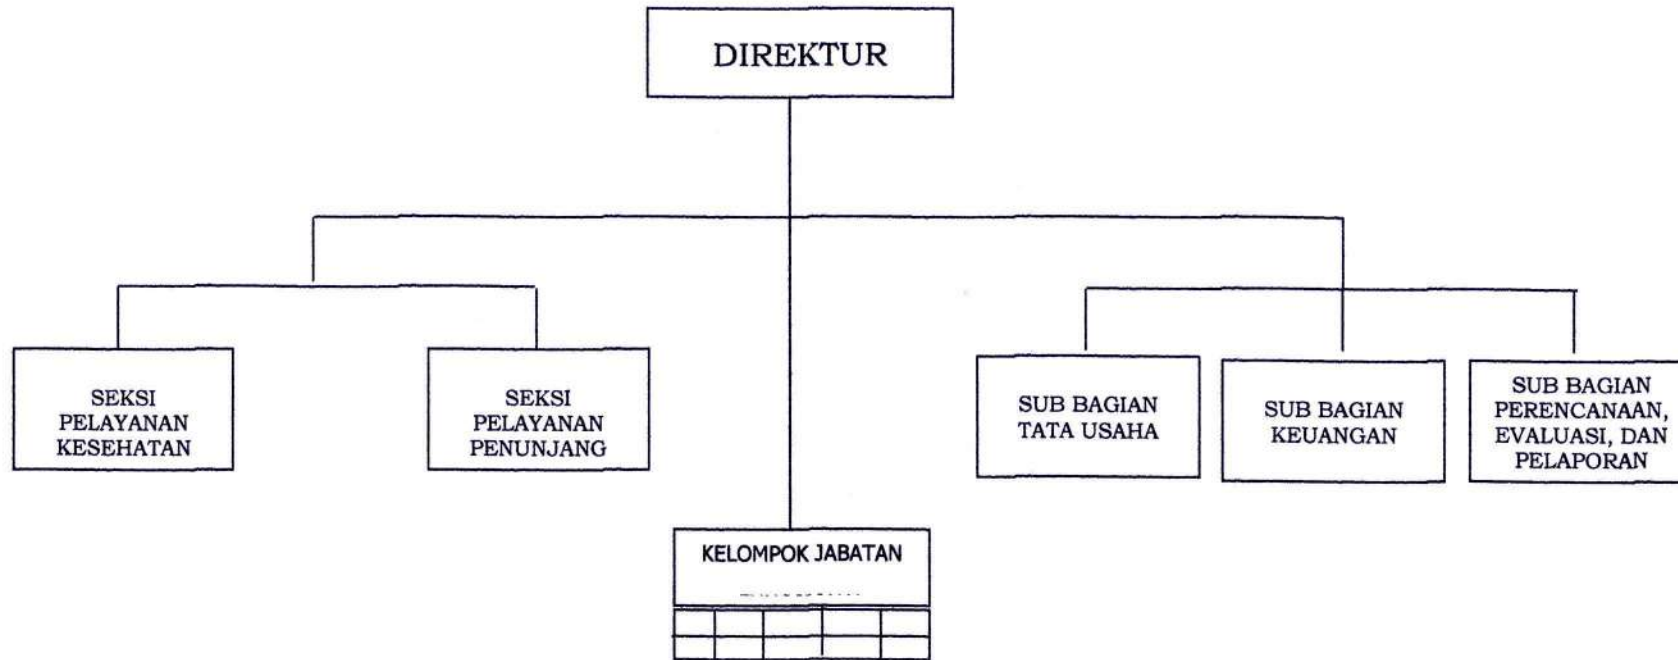 DIREKTUR
SEKSI
PELAYANAN
KESEHATAN
SEKSI
PELAYANAN
PENUNJANG
SUB BAGIAN
TATA USAHA
SUB BAGIAN
KEUANGAN
SUB BAGIAN
PERENCANAAN,
EVALUASI, DAN
PELAPORAN
KELOMPOK JABATAN